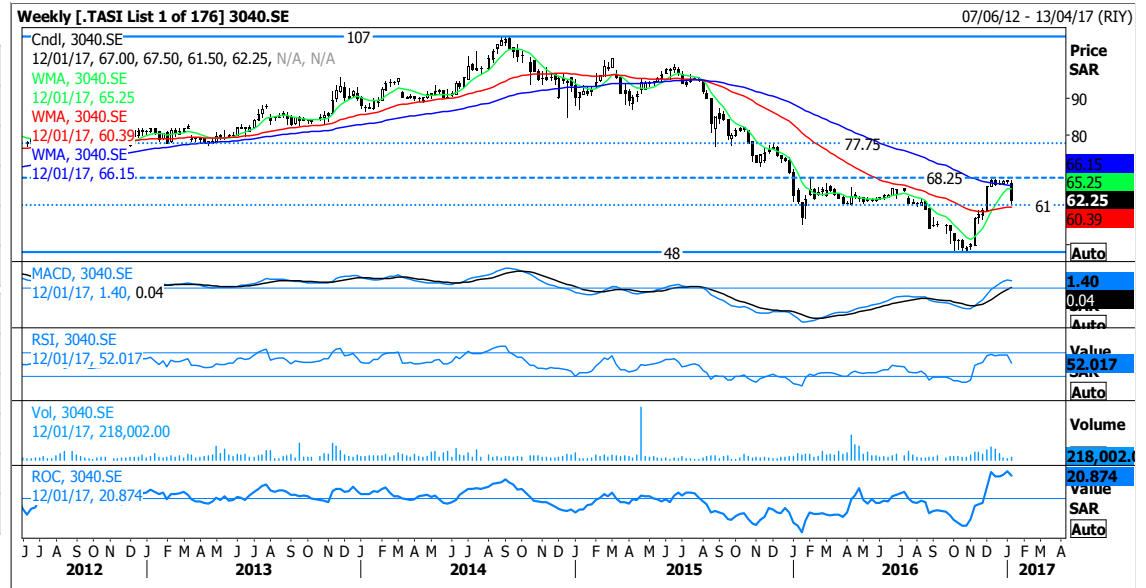 Weekly [.TASI List 1 of 176] 3040.SE
07/06/12 - 13/04/17 (RIY)
Cndl, 3040.SE
12/01/17, 67.00, 67.50, 61.50, 62.25, N/A, N/A
WMA, 3040.SE
12/01/17, 65.25
WMA, 3040.SE
12/01/17, 60.39
WMA, 3040.SE
12/01/17, 66.15
107
77.75
68.25
61
48
Price
SAR
90
80
66.15
65.25
62.25
60.39
Auto
MACD, 3040.SE
12/01/17, 1.40, 0.04
1.40
0.04
Auto
RSI, 3040.SE
12/01/17, 52.017
Value
52.017
SAR
Auto
Vol, 3040.SE
12/01/17, 218,002.00
Volume
218,002.0
ROC, 3040.SE
12/01/17, 20.874
20.874
Value
SAR
Auto
J J A S O N D J F M A M J J A S O N D J F M A M J J A S O N D J F M A M J J A S O N D J F M A M J J A S O N D J F M A
2012 2013 2014 2015 2016 2017